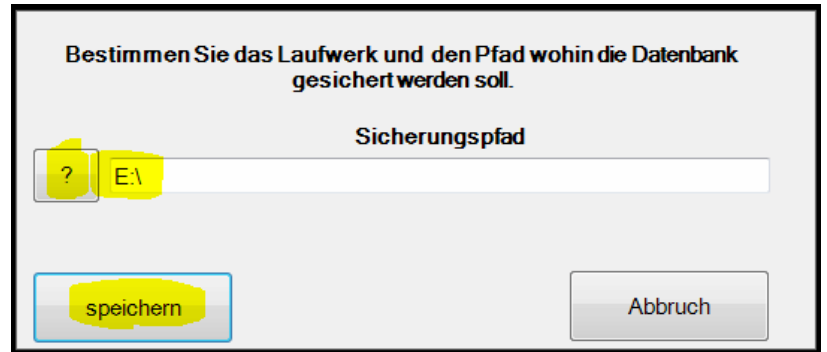 Bestimmen Sie das Laufwerk und den Pfad wohin die Datenbank
gesichert werden soll.
Sicherungspfad
? E:\
speichern Abbruch